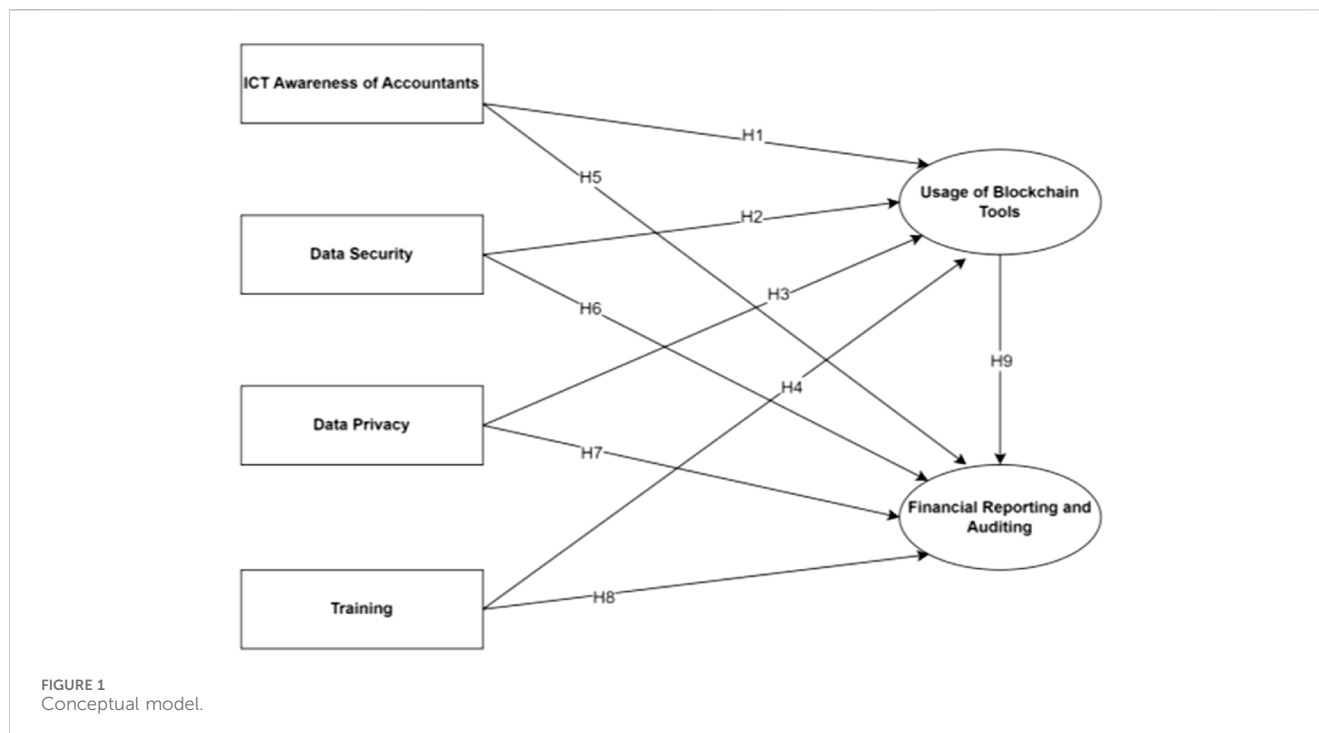 ICT Awareness of Accountants
H1
Usage of Blockchain
Tools
H5
Data Security
H2
H6
H3
H9
H4
Data Privacy
H7
Financial Reporting and
Auditing
Training
H8
FIGURE 1
Conceptual model.